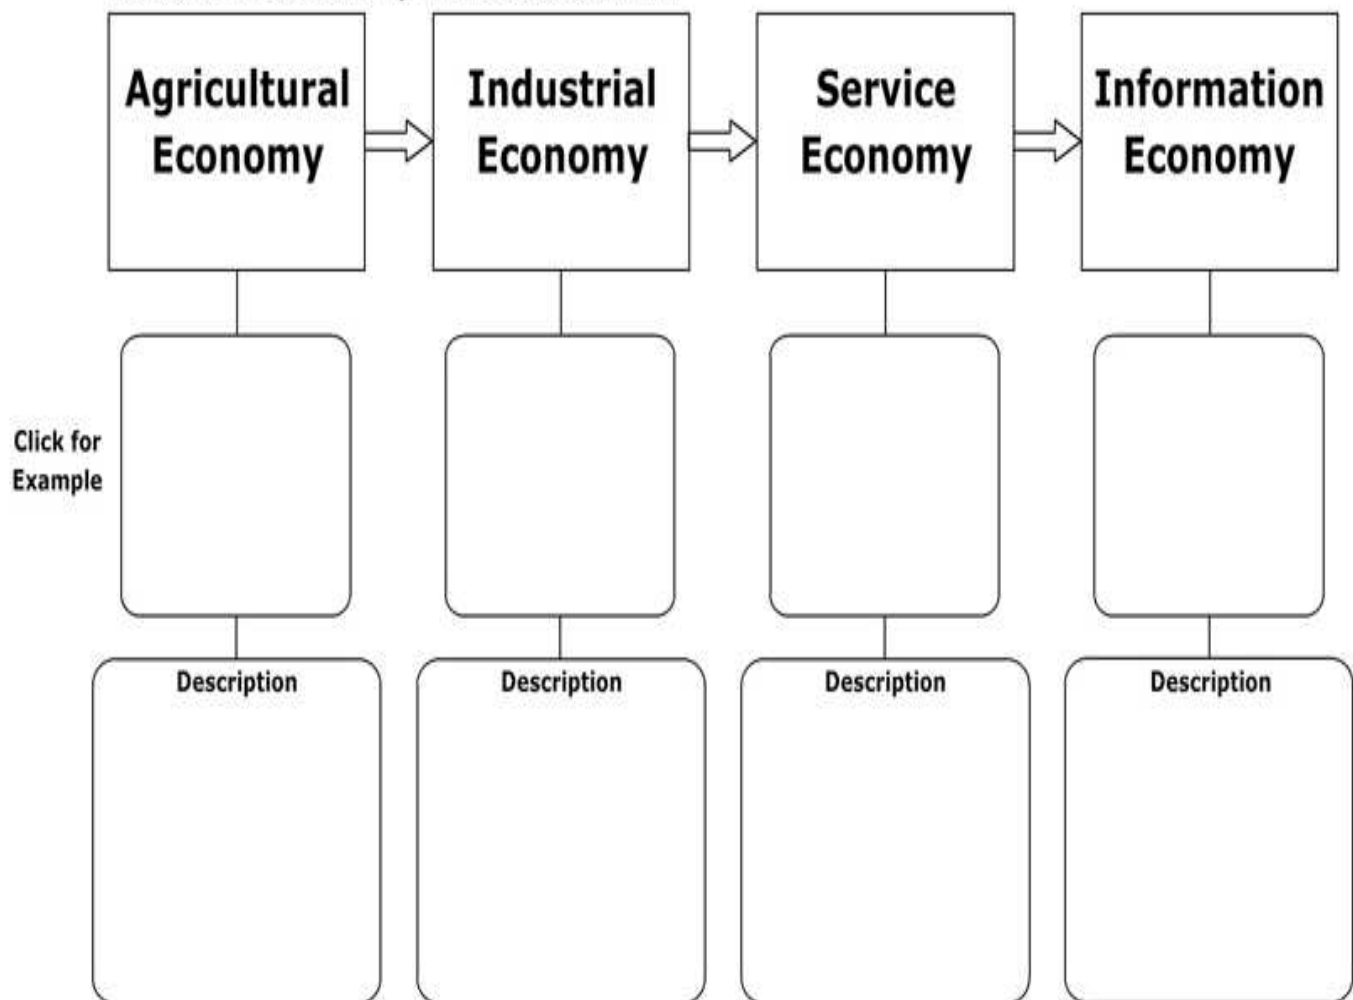 Agricultural
Economy
Industrial
Economy
Service
Economy
Information
Economy
Click for
Example
Description
Description
Description
Description